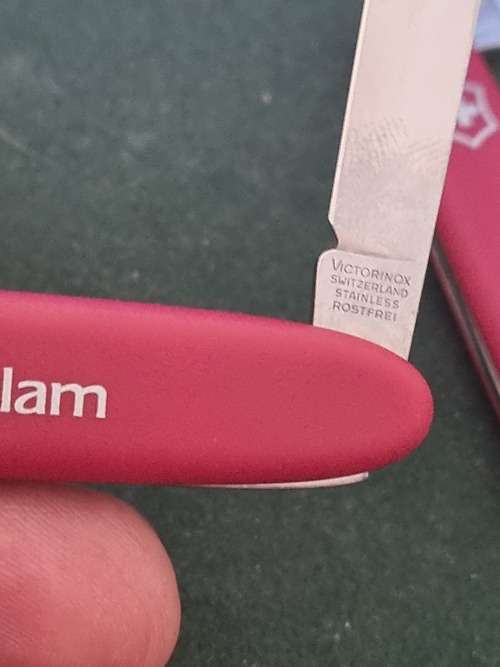 VICTORINOX
SWITZERLAND
STAINLESS
ROSTFREI
lam